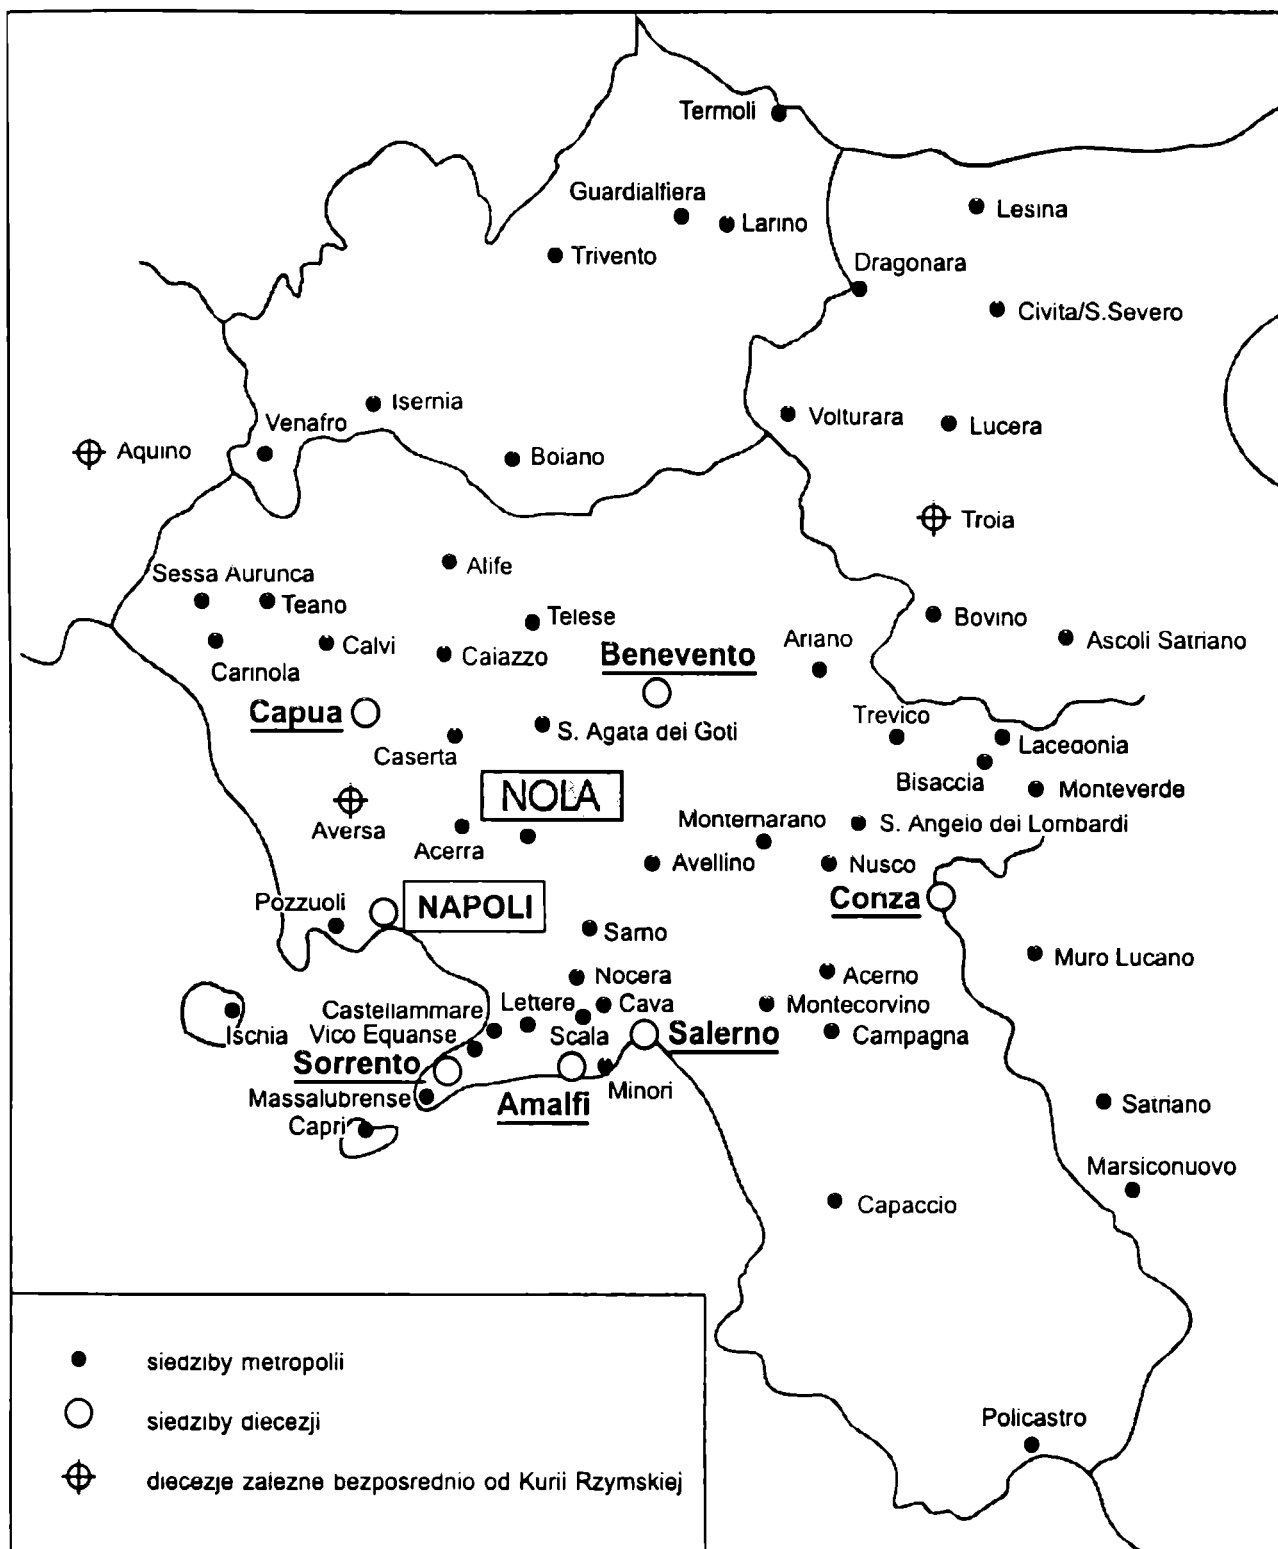 Termoli
Guardialfiera
Larino
Lesina
Trivento
Dragonara
Civita/S.Severo
Isernia
Venafro
Volturara
Lucera
Aquino
Boiano
Troia
Alife
Sessa Aurunca
Teano
Telese
Bovino
Ariano
Ascoli Satriano
Calvi
Caiazzo
Benevento
Carinola
Capua
Trevico
S. Agata dei Goti
Lacedonia
Caserta
Bisaccia
NOLA
Monteverde
Aversa
Montemarano
S. Angelo dei Lombardi
Acerra
Avellino
Nusco
Conza
Pozzuoli
NAPOLI
Sarno
Muro Lucano
Nocera
Acerno
Castellammare
Lettere
Cava
Montecorvino
Ischia
Vico Equanse
Scala
Salerno
Campagna
Sorrento
Minori
Massalubrense
Amalfi
Satriano
Capri
Marsiconuovo
Capaccio
siedziby metropolii
siedziby diecezji
Policastro
diecezje zalezne bezposrednio od Kurii Rzymskiej